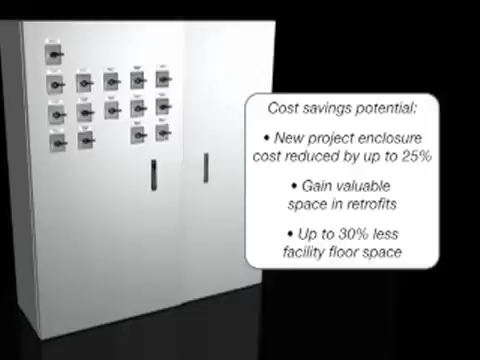 Cost savings potential:
• New project enclosure
cost reduced by up to 25%
• Gain valuable
space in retrofits
• Up to 30% less
facility floor space